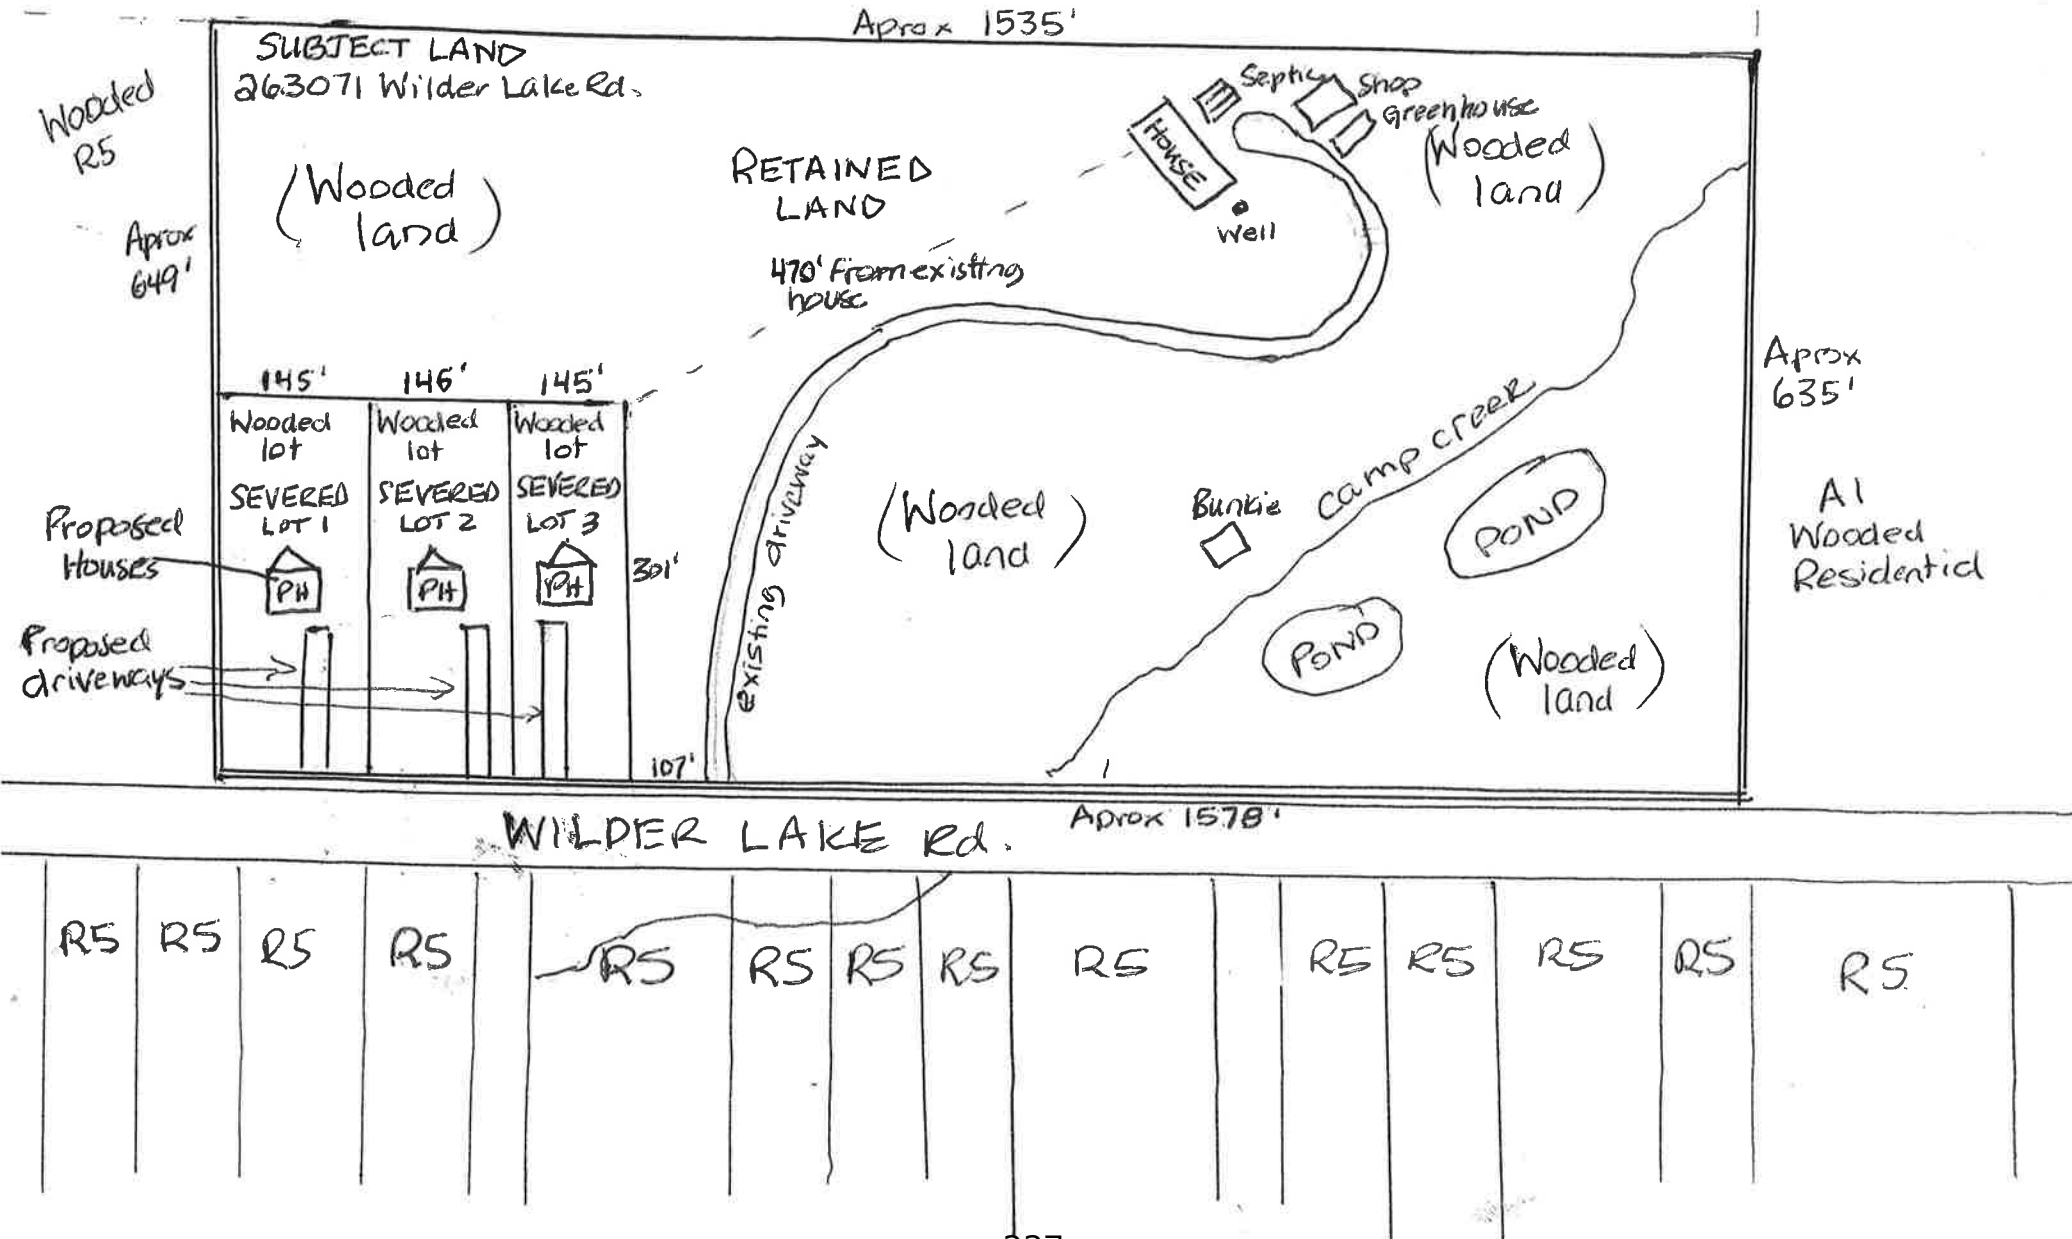 Aprox 1535'
SUBJECT LAND
263071 Wilder Lake Rd.
Wooded
R5
Aprox
649'
(Wooded
land)
RETAINED
LAND
470' From existing
house
Septic
Shop
Greenhouse
HOUSE
Well
(Wooded
land)
Aprox
635'
A1
Wooded
Residential
145'
146'
145'
Wooded
lot
SEVERED
LOT 1
PH
Wooded
lot
SEVERED
LOT 2
PH
Wooded
lot
SEVERED
LOT 3
PH
301'
Proposed
Houses
Proposed
driveways
107'
existing driveway
(Wooded
land)
Bunkie
Camp Creek
POND
POND
(Wooded
land)
WILDER LAKE Rd.
Aprox 1578'
R5
R5
R5
R5
R5
R5
R5
R5
R5
R5
R5
R5
R5
R5